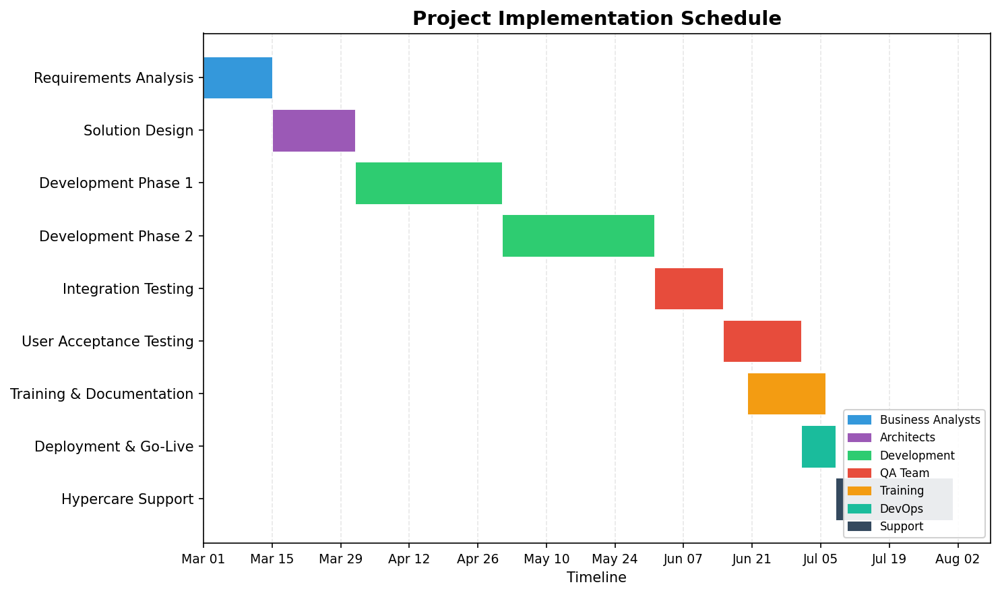 Project Implementation Schedule
Requirements Analysis
Solution Design
Development Phase 1
Development Phase 2
Integration Testing
User Acceptance Testing
Training & Documentation
Deployment & Go-Live
Hypercare Support
Business Analysts
Architects
Development
QA Team
Training
DevOps
Support
Mar 01 Mar 15 Mar 29 Apr 12 Apr 26 May 10 May 24 Jun 07 Jun 21 Jul 05 Jul 19 Aug 02
Timeline